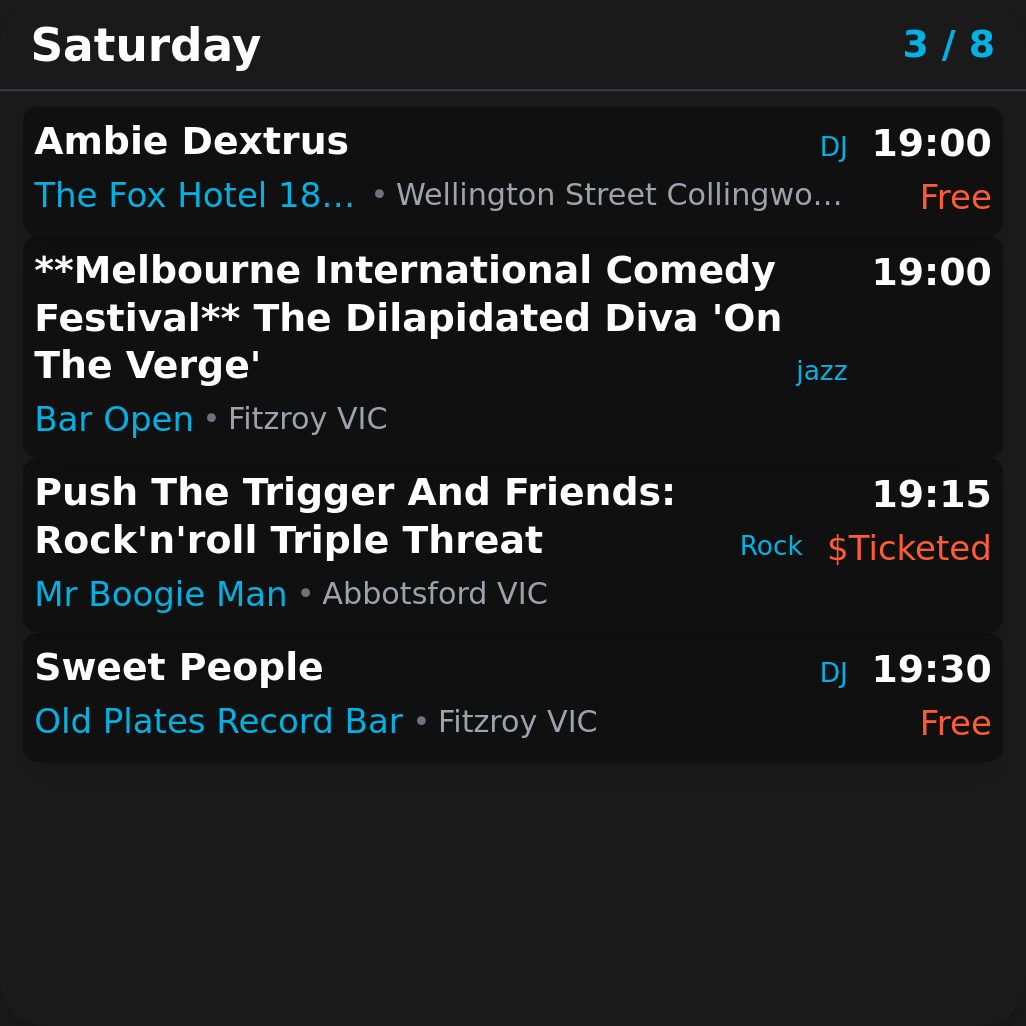 Saturday 3 / 8
Ambie Dextrus DJ 19:00
The Fox Hotel 18... • Wellington Street Collingwo... Free
**Melbourne International Comedy 19:00
Festival** The Dilapidated Diva 'On
The Verge' jazz
Bar Open • Fitzroy VIC
Push The Trigger And Friends: 19:15
Rock'n'roll Triple Threat Rock $Ticketed
Mr Boogie Man • Abbotsford VIC
Sweet People DJ 19:30
Old Plates Record Bar • Fitzroy VIC Free